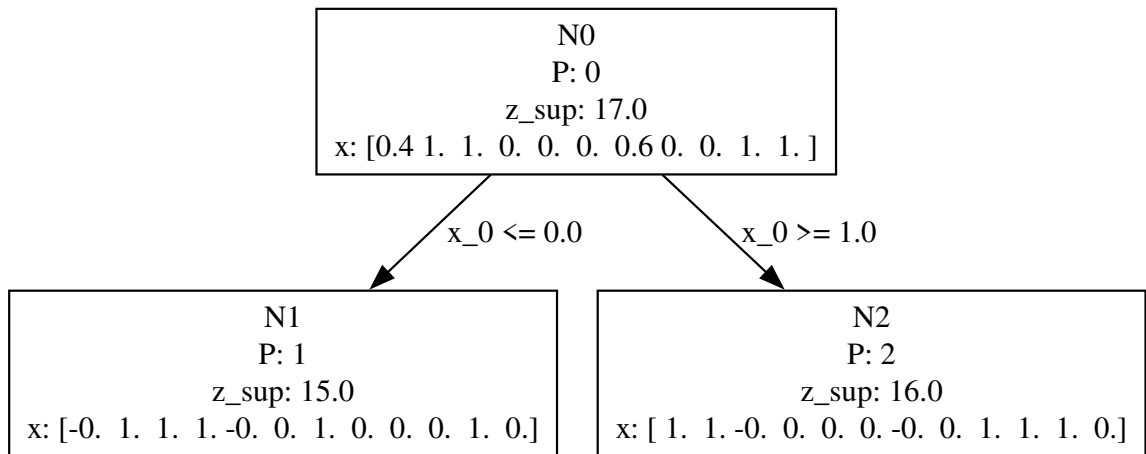 N0
P: 0
z_sup: 17.0
x: [0.4 1. 1. 0. 0. 0. 0.6 0. 0. 1. 1. ]
x_0 <= 0.0
x_0 >= 1.0
N1
P: 1
z_sup: 15.0
x: [-0. 1. 1. 1. -0. 0. 1. 0. 0. 0. 1. 0.]
N2
P: 2
z_sup: 16.0
x: [ 1. 1. -0. 0. 0. 0. -0. 0. 1. 1. 1. 0.]